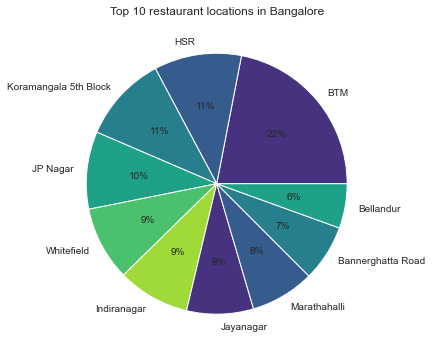 Top 10 restaurant locations in Bangalore
HSR
BTM
Koramangala 5th Block
11%
22%
11%
JP Nagar
10%
6%
Bellandur
9%
7%
Whitefield
9%
8%
8%
Bannerghatta Road
Indiranagar
Marathahalli
Jayanagar